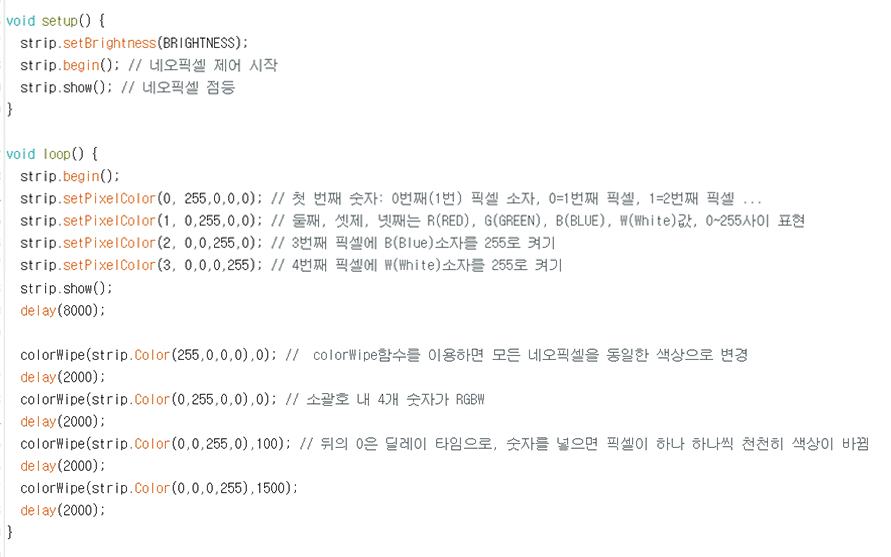 void setup() {
strip.setBrightness(BRIGHTNESS);
strip.begin(); // 네오픽셀 제어 시작
strip.show(); // 네오픽셀 점등
}
void loop() {
strip.begin();
strip.setPixelColor(0, 255,0,0,0); // 첫 번째 숫자: 0번째(1번) 픽셀 소자, 0=1번째 픽셀, 1=2번째 픽셀 ...
strip.setPixelColor(1, 0,255,0,0); // 둘째, 셋제, 넷째는 R(RED), G(GREEN), B(BLUE), W(White)값, 0~255사이 표현
strip.setPixelColor(2, 0,0,255,0); // 3번째 픽셀에 B(Blue)소자를 255로 켜기
strip.setPixelColor(3, 0,0,0,255); // 4번째 픽셀에 W(White)소자를 255로 켜기
strip.show();
delay(8000);
colorWipe(strip.Color(255,0,0,0),0); // colorWipe함수를 이용하면 모든 네오픽셀을 동일한 색상으로 변경
delay(2000);
colorWipe(strip.Color(0,255,0,0),0); // 소괄호 내 4개 숫자가 RGBW
delay(2000);
colorWipe(strip.Color(0,0,255,0),100); // 뒤의 0은 딜레이 타임으로, 숫자를 넣으면 픽셀이 하나 하나씩 천천히 색상이 바뀜
delay(2000);
colorWipe(strip.Color(0,0,0,255),1500);
delay(2000);
}